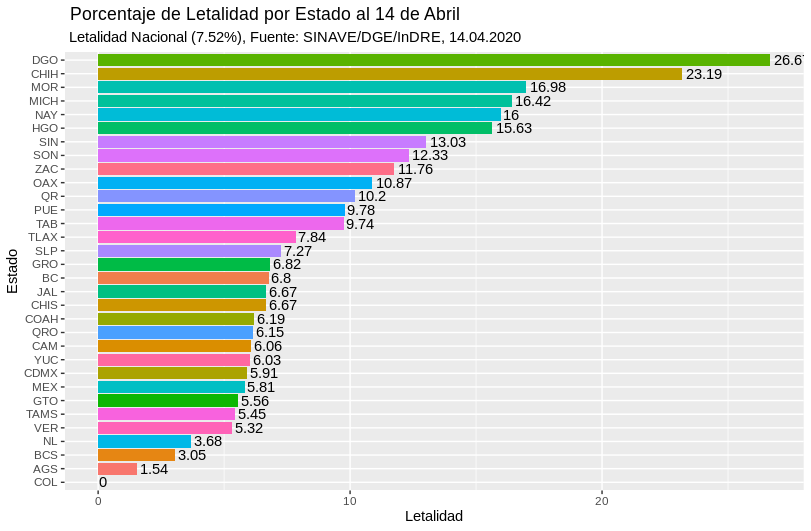 Porcentaje de Letalidad por Estado al 14 de Abril
Letalidad Nacional (7.52%), Fuente: SINAVE/DGE/InDRE, 14.04.2020
Estado
DGO 26.67
CHIH 23.19
MOR 16.98
MICH 16.42
NAY 16
HGO 15.63
SIN 13.03
SON 12.33
ZAC 11.76
OAX 10.87
QR 10.2
PUE 9.78
TAB 9.74
TLAX 7.84
SLP 7.27
GRO 6.82
BC 6.8
JAL 6.67
CHIS 6.67
COAH 6.19
QRO 6.15
CAM 6.06
YUC 6.03
CDMX 5.91
MEX 5.81
GTO 5.56
TAMS 5.45
VER 5.32
NL 3.68
BCS 3.05
AGS 1.54
COL 0
0 10 20
Letalidad